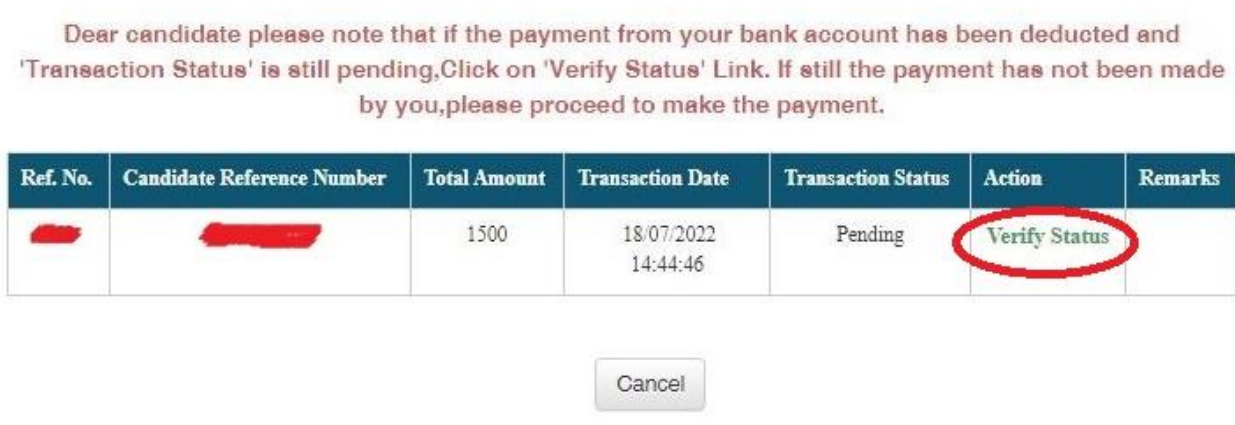 Dear candidate please note that if the payment from your bank account has been deducted and
'Transaction Status' is still pending,Click on 'Verify Status' Link. If still the payment has not been made
by you,please proceed to make the payment.
Ref. No. Candidate Reference Number Total Amount Transaction Date Transaction Status Action Remarks
1500 18/07/2022 Pending Verify Status
14:44:46
Cancel